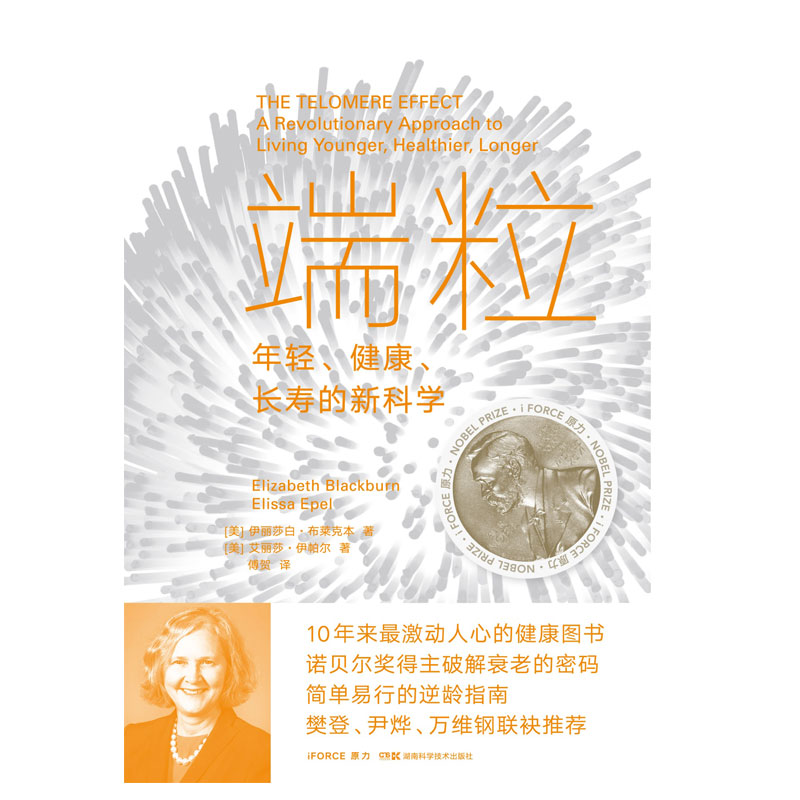 THE TELOMERE EFFECT
A Revolutionary Approach to
Living Younger, Healthier, Longer
端粒
年轻、健康、
长寿的新科学
NOBEL PRIZE · i FORCE 原力 · NOBEL PRIZE · i FORCE 原力 · NOBEL PRIZE · i FORCE 原力 ·
Elizabeth Blackburn
Elissa Epel
[美] 伊丽莎白·布莱克本 著
[美] 艾丽莎·伊帕尔 著
傅贺 译
10年来最激动人心的健康图书
诺贝尔奖得主破解衰老的密码
简单易行的逆龄指南
樊登、尹烨、万维钢联袂推荐
iFORCE 原力 湖南科学技术出版社